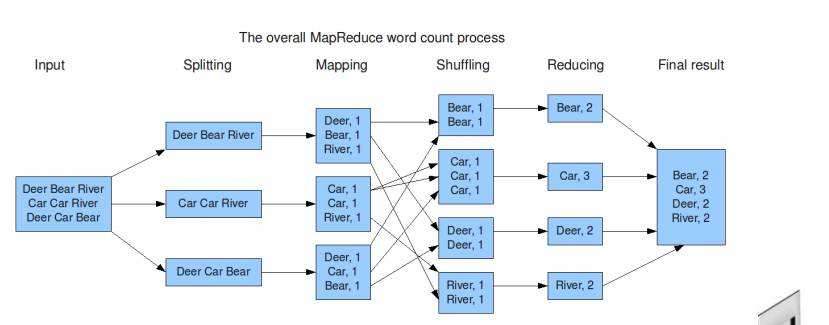 The overall MapReduce word count process
Input
Splitting
Mapping
Shuffling
Reducing
Final result
Deer Bear River
Car Car River
Deer Car Bear
Deer Bear River
Car Car River
Deer Car Bear
Deer, 1
Bear, 1
River, 1
Car, 1
Car, 1
River, 1
Deer, 1
Car, 1
Bear, 1
Bear, 1
Bear, 1
Car, 1
Car, 1
Car, 1
Deer, 1
Deer, 1
River, 1
River, 1
Bear, 2
Car, 3
Deer, 2
River, 2
Bear, 2
Car, 3
Deer, 2
River, 2